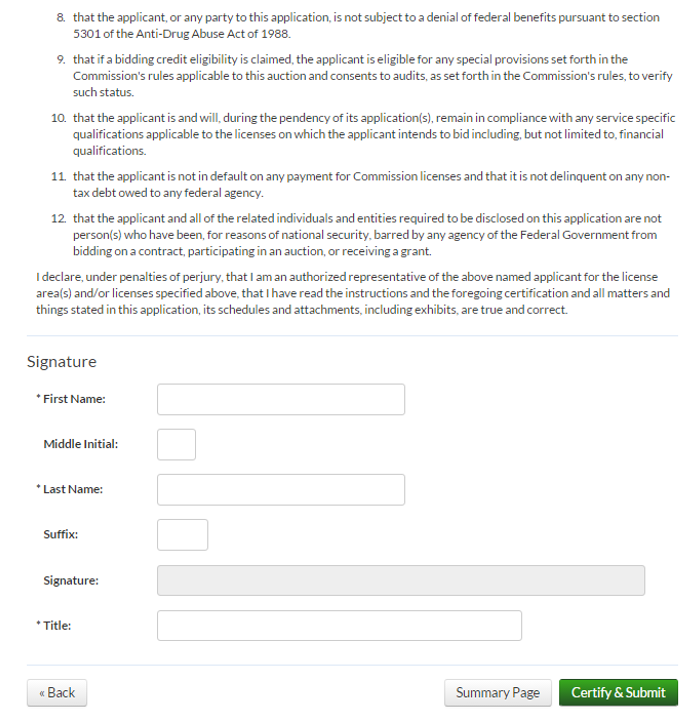 8. that the applicant, or any party to this application, is not subject to a denial of federal benefits pursuant to section
5301 of the Anti-Drug Abuse Act of 1988.
9. that if a bidding credit eligibility is claimed, the applicant is eligible for any special provisions set forth in the
Commission's rules applicable to this auction and consents to audits, as set forth in the Commission's rules, to verify
such status.
10. that the applicant is and will, during the pendency of its application(s), remain in compliance with any service specific
qualifications applicable to the licenses on which the applicant intends to bid including, but not limited to, financial
qualifications.
11. that the applicant is not in default on any payment for Commission licenses and that it is not delinquent on any non-
tax debt owed to any federal agency.
12. that the applicant and all of the related individuals and entities required to be disclosed on this application are not
person(s) who have been, for reasons of national security, barred by any agency of the Federal Government from
bidding on a contract, participating in an auction, or receiving a grant.
I declare, under penalties of perjury, that I am an authorized representative of the above named applicant for the license
area(s) and/or licenses specified above, that I have read the instructions and the foregoing certification and all matters and
things stated in this application, its schedules and attachments, including exhibits, are true and correct.
Signature
* First Name:
Middle Initial:
* Last Name:
Suffix:
Signature:
* Title:
« Back Summary Page Certify & Submit